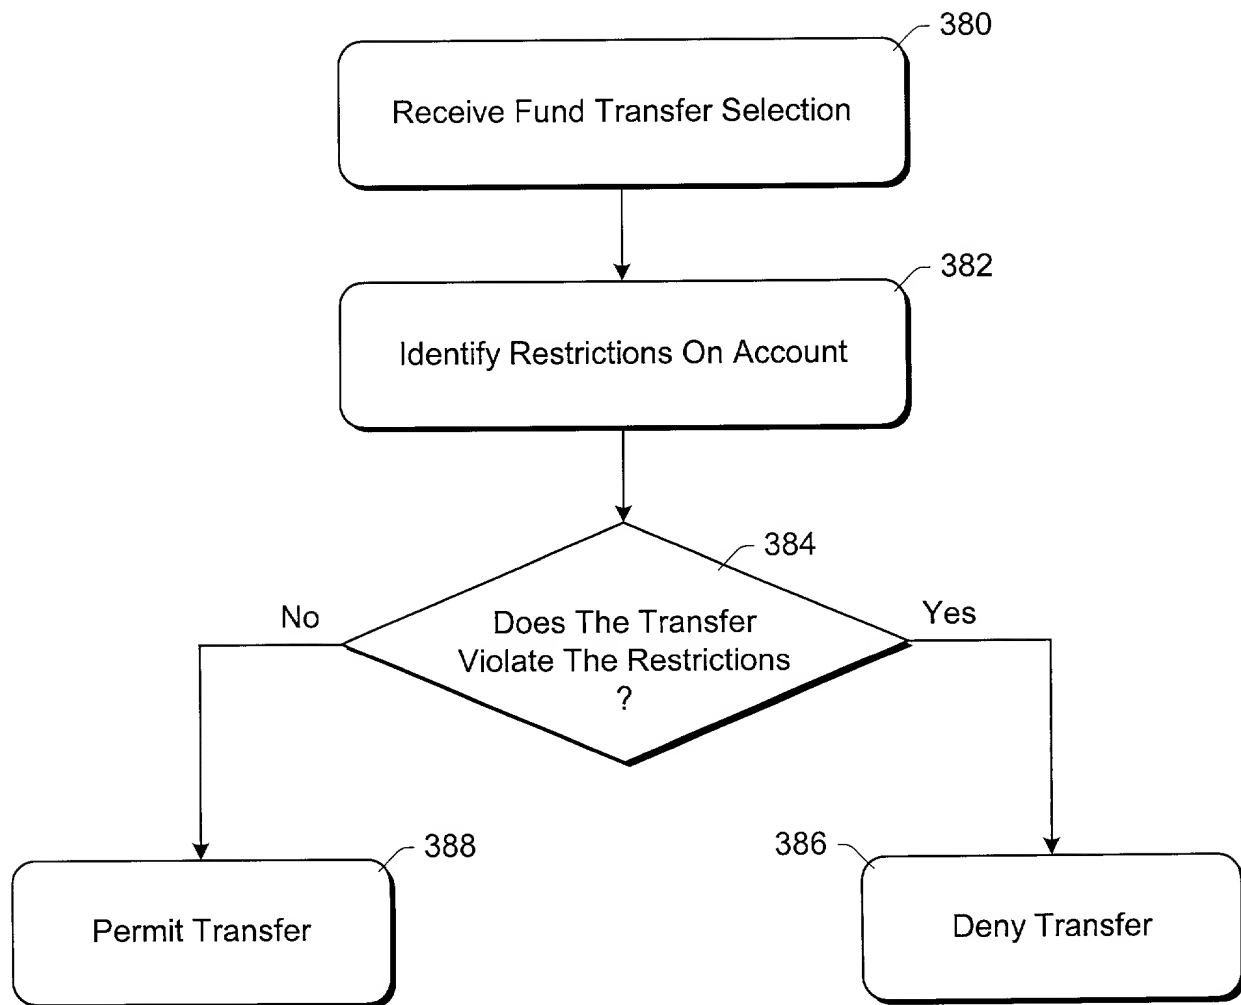 380
Receive Fund Transfer Selection
382
Identify Restrictions On Account
384
No
Yes
Does The Transfer
Violate The Restrictions
?
388
386
Permit Transfer
Deny Transfer